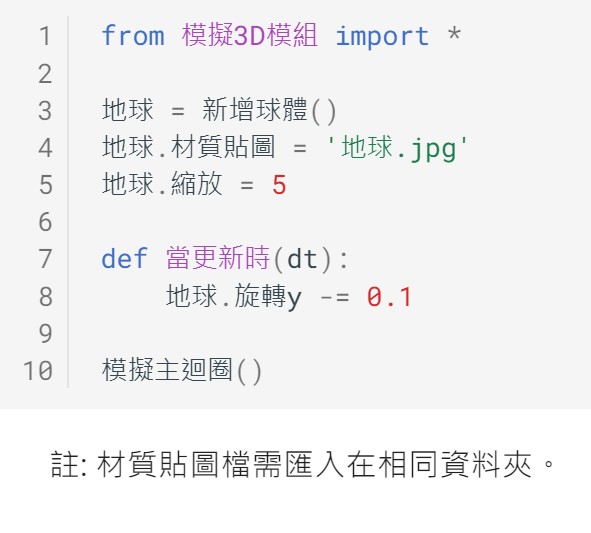 1 from 模擬3D模組 import *
2
3 地球 = 新增球體()
4 地球.材質貼圖 = '地球.jpg'
5 地球.縮放 = 5
6
7 def 當更新時(dt):
8     地球.旋轉y -= 0.1
9
10 模擬主迴圈()
註: 材質貼圖檔需匯入在相同資料夾。